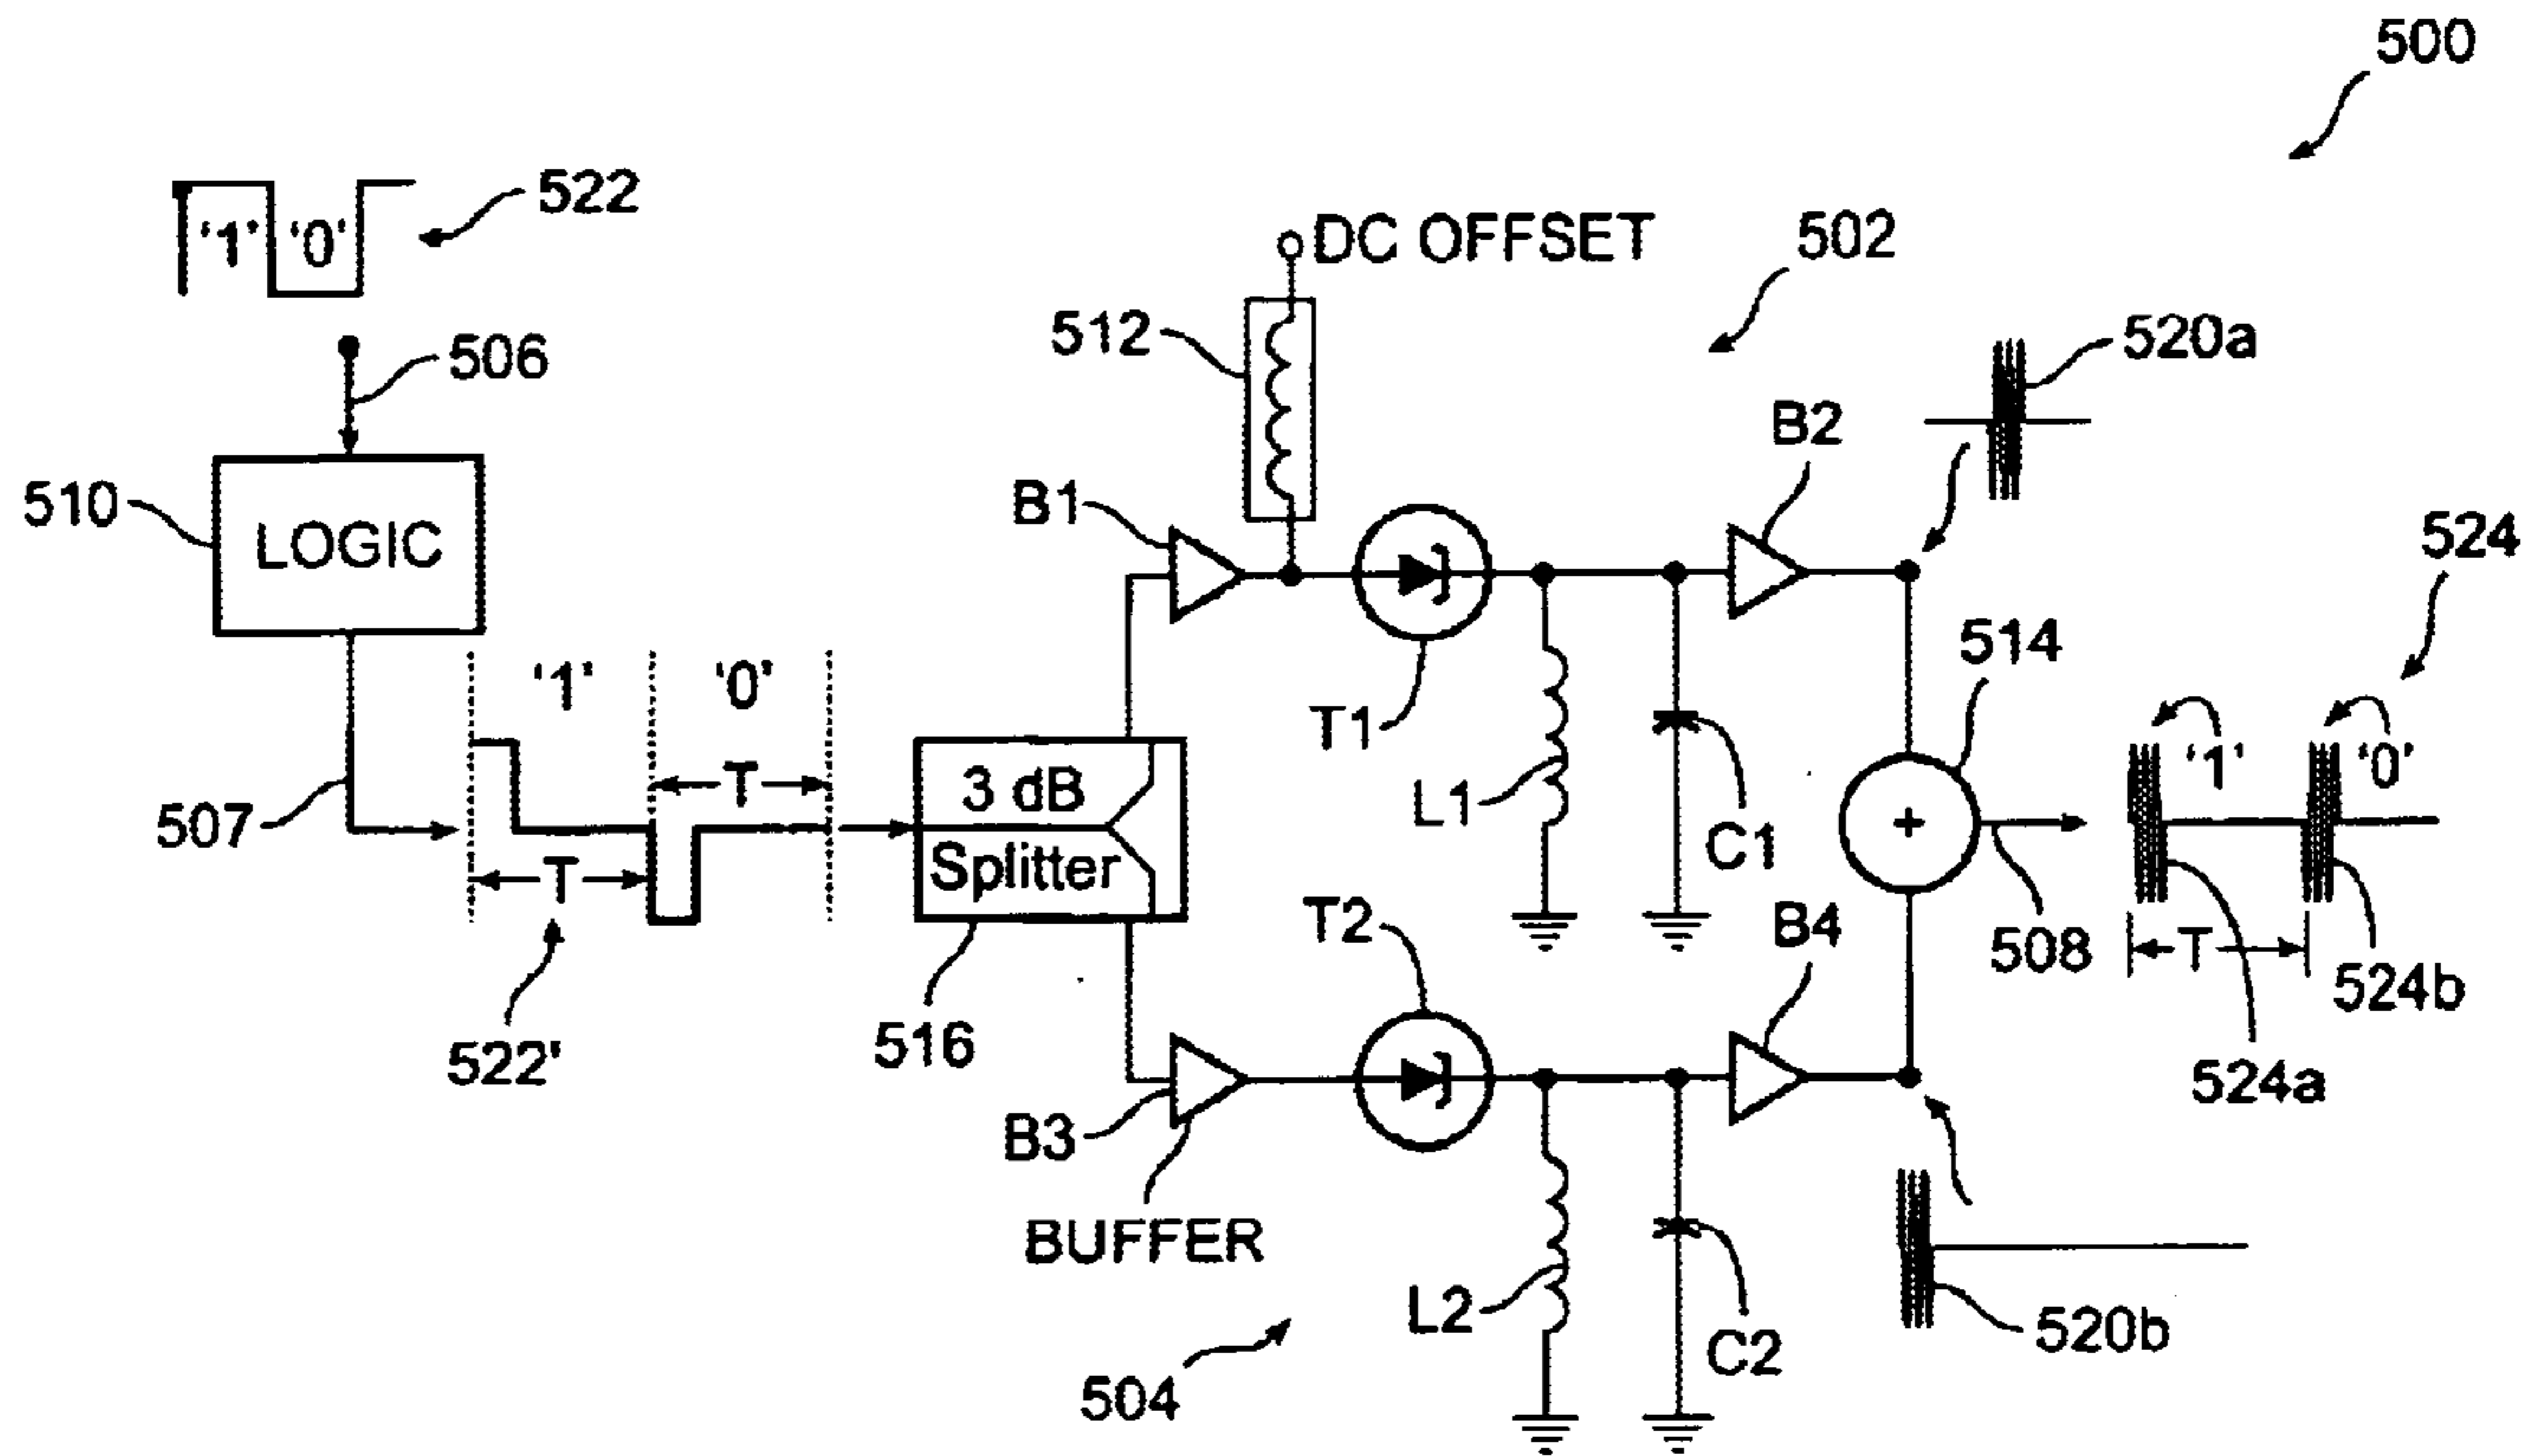 500
522
'1' '0'
DC OFFSET
502
512
520a
506
B2
B1
510
LOGIC
524
514
'1'
'0'
T1
'1'
'0'
3 dB
T
L1
507
C1
Splitter
T
T2
B4
508
T
524b
516
522'
524a
B3
BUFFER
L2
C2
520b
504